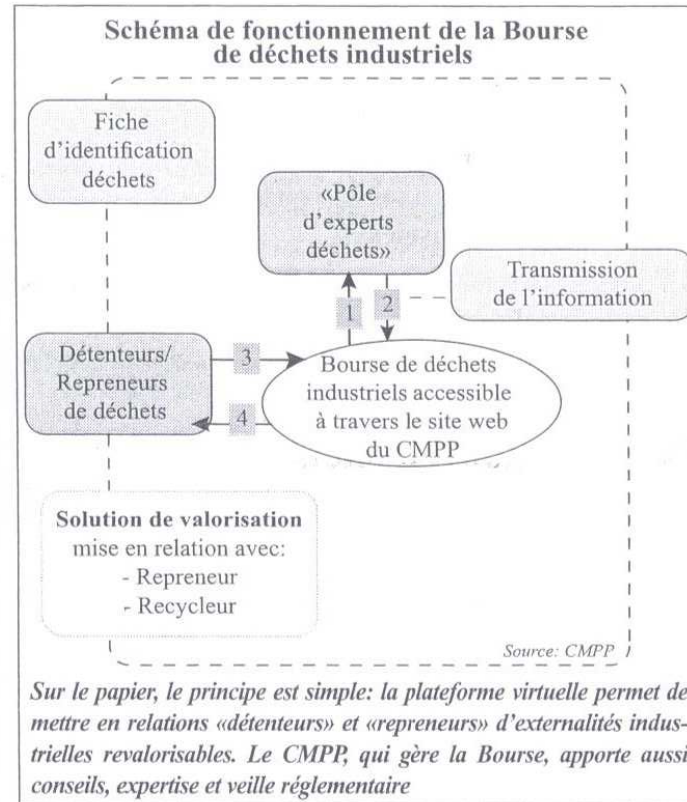 Schéma de fonctionnement de la Bourse
de déchets industriels
Fiche
d'identification
déchets
«Pôle
d'experts
déchets»
Transmission
de l'information
1
2
Détenteurs/
Repreneurs
de déchets
3
4
Bourse de déchets
industriels accessible
à travers le site web
du CMPP
Solution de valorisation
mise en relation avec:
- Repreneur
- Recycleur
Source: CMPP
Sur le papier, le principe est simple: la plateforme virtuelle permet de
mettre en relations «détenteurs» et «repreneurs» d'externalités indus-
trielles revalorisables. Le CMPP, qui gère la Bourse, apporte aussi
conseils, expertise et veille réglementaire